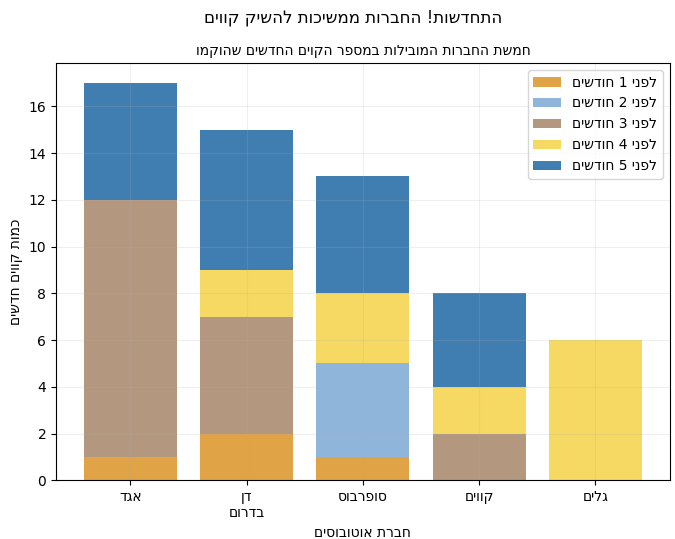 התחדשות! החברות ממשיכות להשיק קווים
חמשת החברות המובילות במספר הקוים החדשים שהוקמו
לפני 1 חודשים
לפני 2 חודשים
לפני 3 חודשים
לפני 4 חודשים
לפני 5 חודשים
כמות קווים חדשים
16
14
12
10
8
6
4
2
0
אגד
דן
בדרום
סופרבוס
קווים
גלים
חברת אוטובוסים